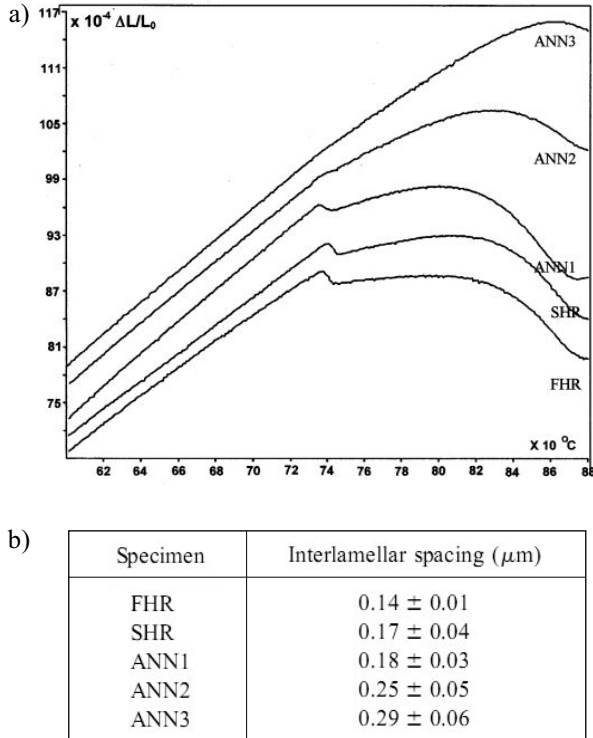 a)
x 10⁻⁴ ΔL/L₀
117
111
105
99
93
87
81
75
ANN3
ANN2
ANN1
SHR
FHR
X 10 °C
62 64 66 68 70 72 74 76 78 80 82 84 86 88
b)
Specimen Interlamellar spacing (μm)
FHR 0.14 ± 0.01
SHR 0.17 ± 0.04
ANN1 0.18 ± 0.03
ANN2 0.25 ± 0.05
ANN3 0.29 ± 0.06